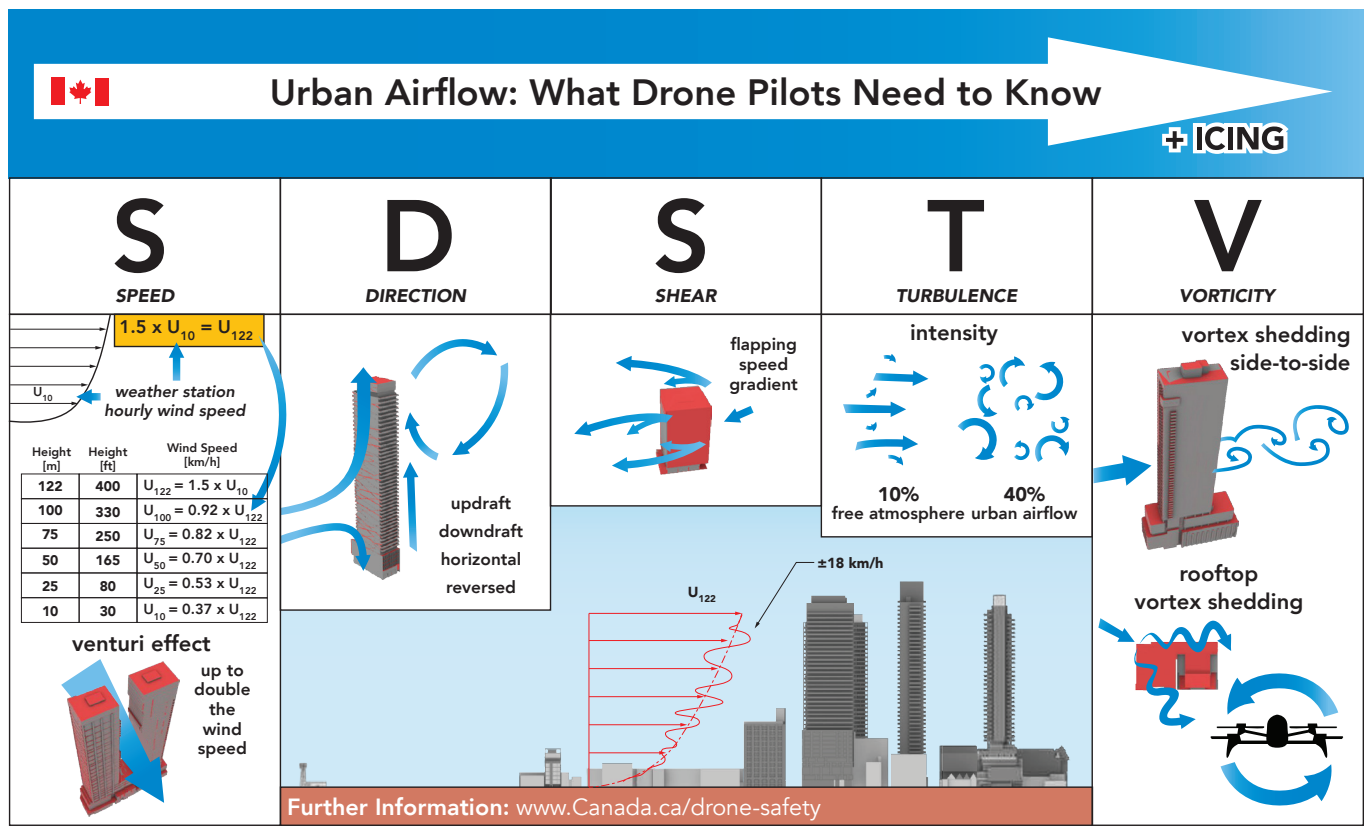 Urban Airflow: What Drone Pilots Need to Know
+ ICING
S
SPEED
1.5 x U₁₀ = U₁₂₂
U₁₀
weather station
hourly wind speed
Height [m] Height [ft] Wind Speed [km/h]
122 400 U₁₂₂ = 1.5 x U₁₀
100 330 U₁₀₀ = 0.92 x U₁₂₂
75 250 U₇₅ = 0.82 x U₁₂₂
50 165 U₅₀ = 0.70 x U₁₂₂
25 80 U₂₅ = 0.53 x U₁₂₂
10 30 U₁₀ = 0.37 x U₁₂₂
venturi effect
up to
double
the
wind
speed
D
DIRECTION
updraft
downdraft
horizontal
reversed
S
SHEAR
flapping
speed
gradient
U₁₂₂
±18 km/h
T
TURBULENCE
intensity
10%
free atmosphere
40%
urban airflow
V
VORTICITY
vortex shedding
side-to-side
rooftop
vortex shedding
Further Information: www.Canada.ca/drone-safety